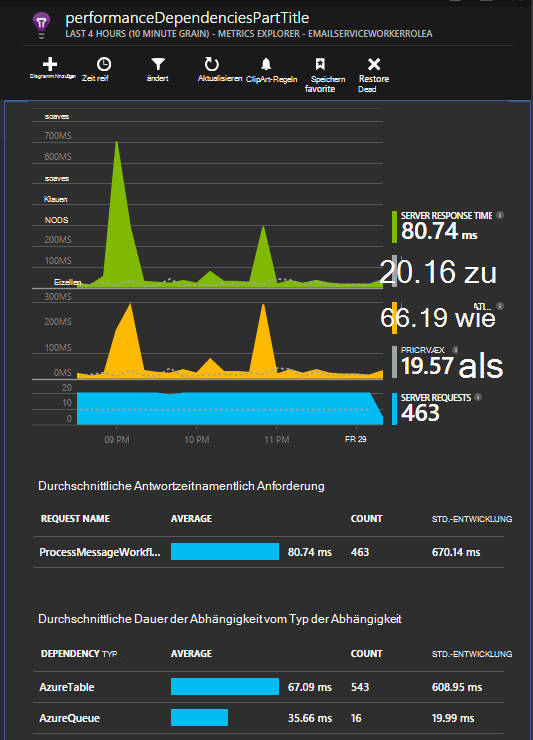 performanceDependenciesPartTitle
LAST 4 HOURS (10 MINUTE GRAIN) - METRICS EXPLORER - EMAILSERVICEWORKERROLEA
Diagramm hinzufügen
Zeit reif
ändert
Aktualisieren
ClipArt-Regeln
Speichern favorite
Restore Dead
soaves
700MS
600MS
soaves
Klauen
NODS
200MS
100MS
Eizellen
SERVER RESPONSE TIME
80.74 ms
20.16 zu
300MS
200MS
100MS
0MS
ATI...
66.19 wie
PRICRVÆX
19.57 als
20
10
0
SERVER REQUESTS
463
09 PM
10 PM
11 PM
FR 29
Durchschnittliche Antwortzeitnamentlich Anforderung
REQUEST NAME AVERAGE COUNT STD.-ENTWICKLUNG
ProcessMessageWorkfl... 80.74 ms 463 670.14 ms
Durchschnittliche Dauer der Abhängigkeit vom Typ der Abhängigkeit
DEPENDENCY TYP AVERAGE COUNT STD.-ENTWICKLUNG
AzureTable 67.09 ms 543 608.95 ms
AzureQueue 35.66 ms 16 19.99 ms